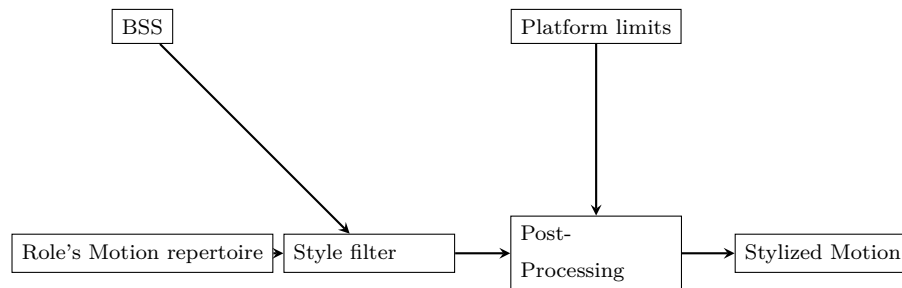 BSS
Platform limits
Role's Motion repertoire
Style filter
Post-
Processing
Stylized Motion